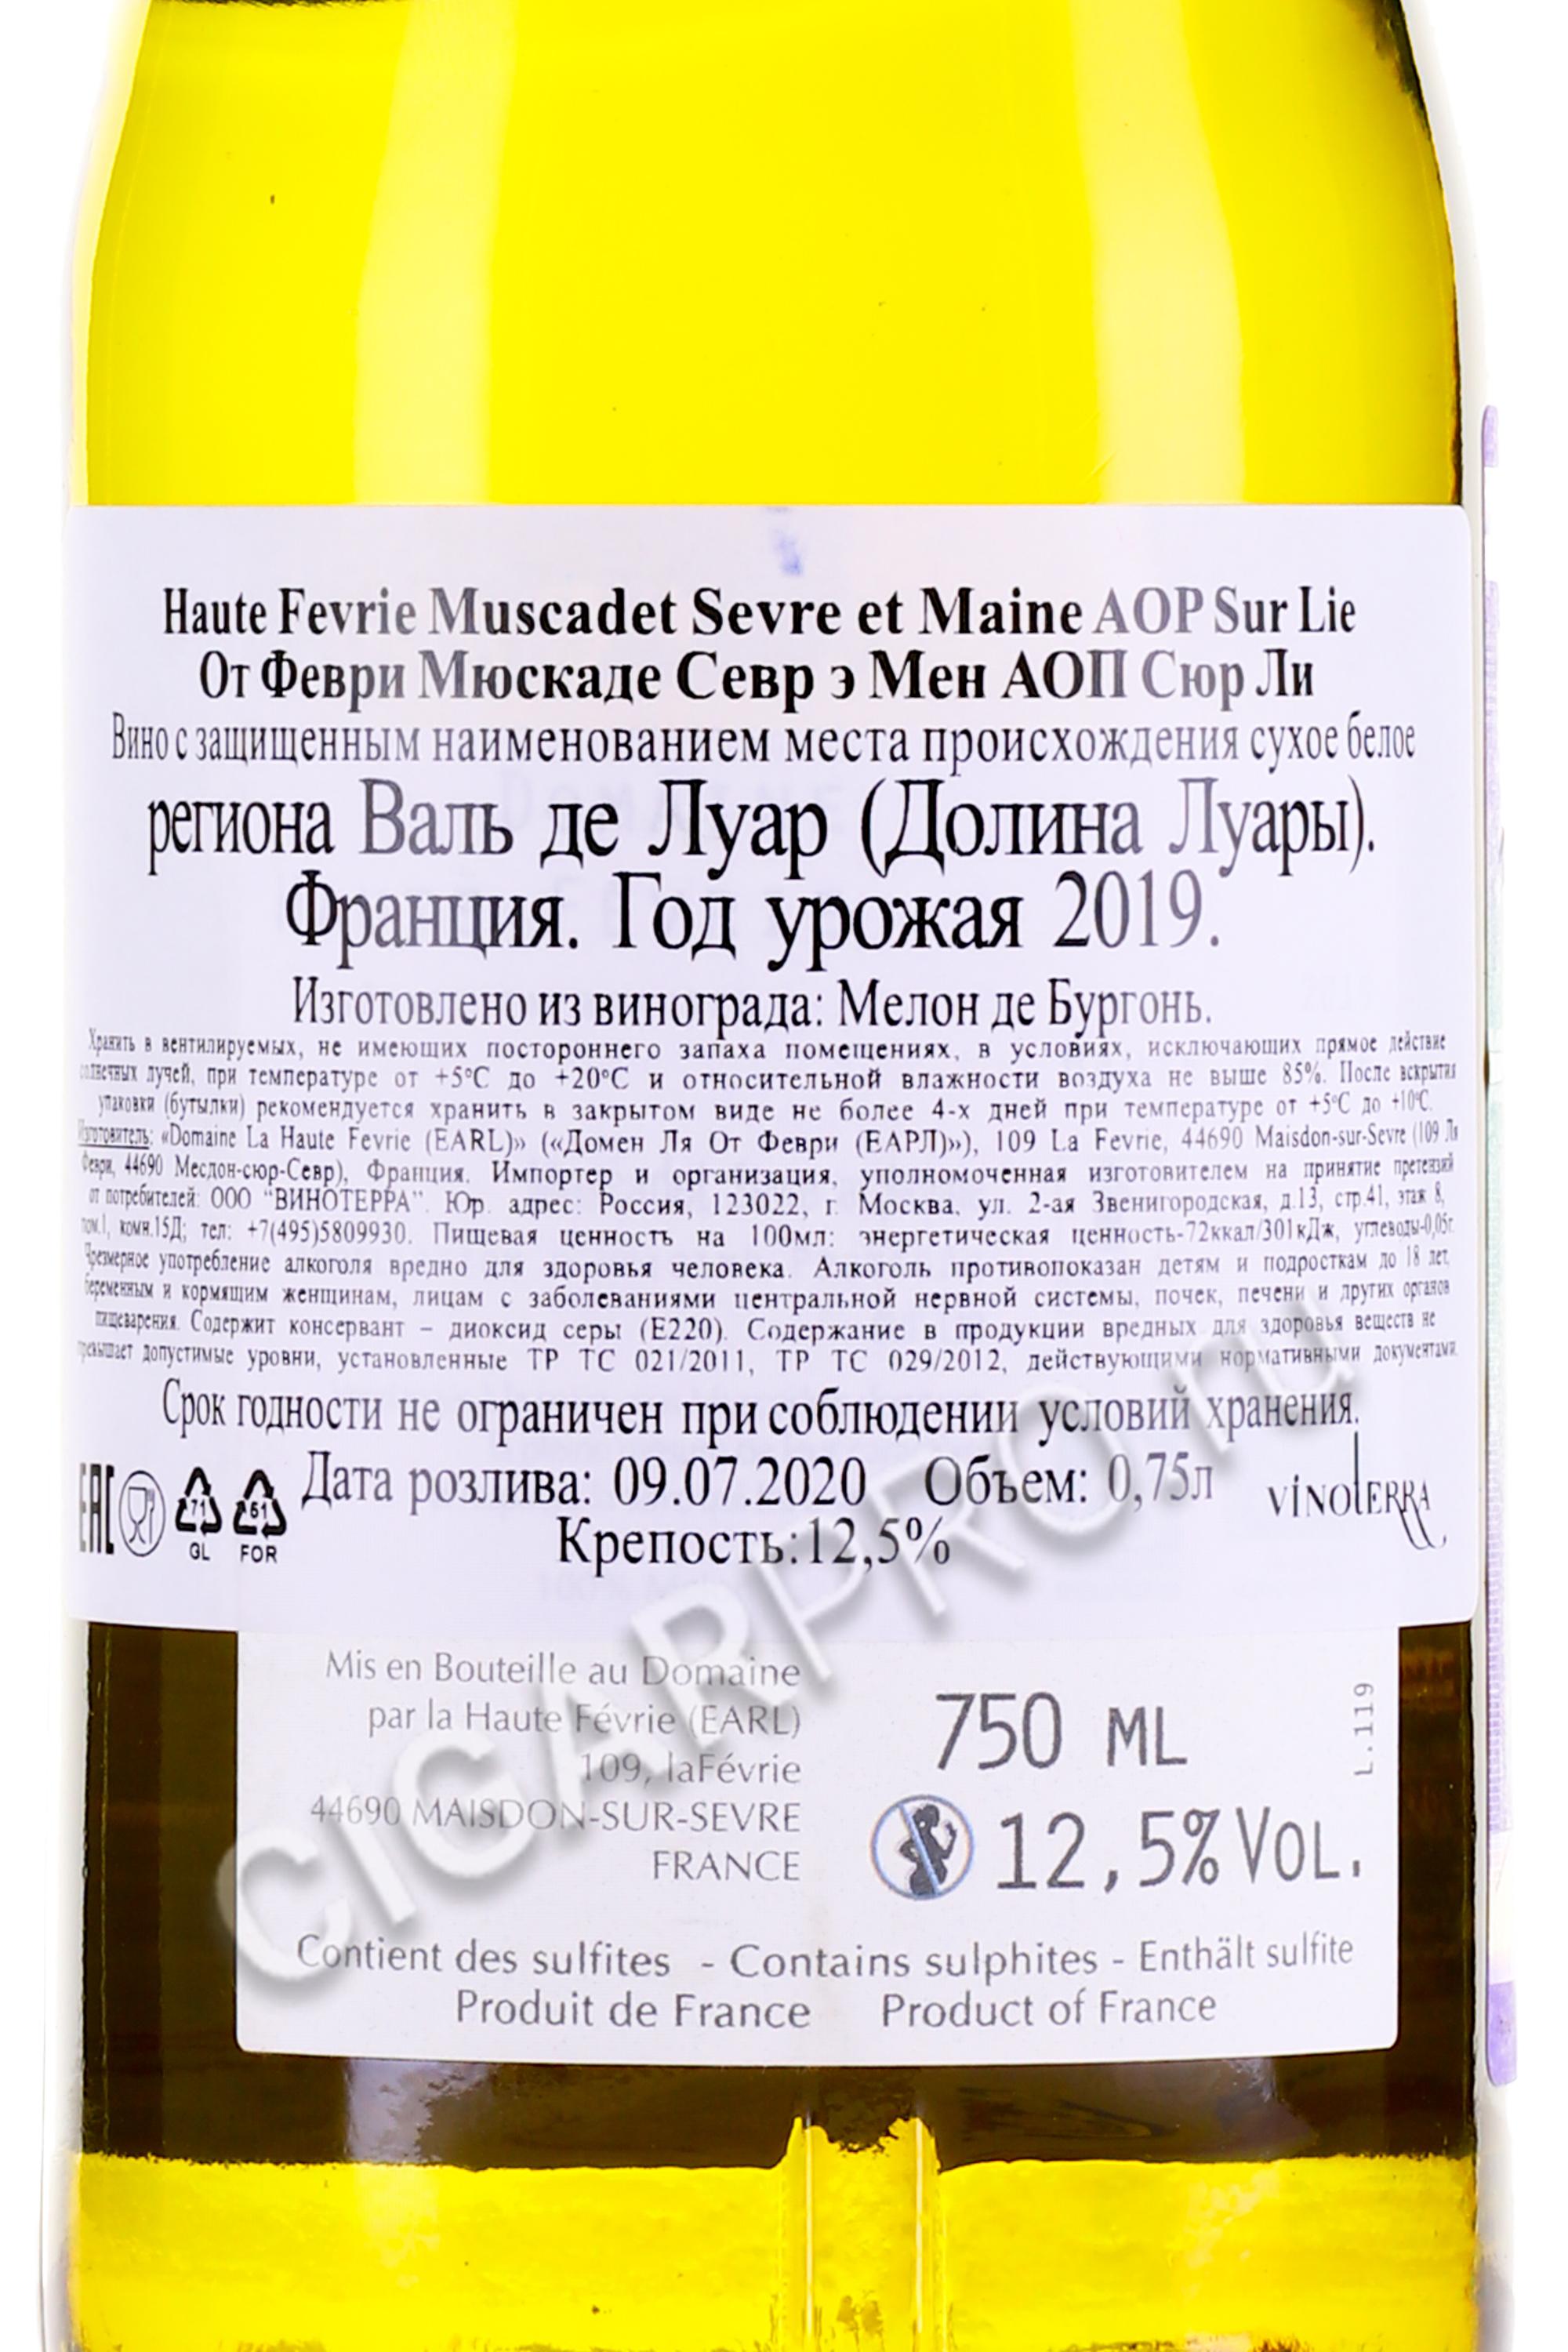 Haute Fevrie Muscadet Sevre et Maine AOP Sur Lie
От Феври Мюскаде Севр э Мен АОП Сюр Ли
Вино с защищенным наименованием места происхождения сухое белое
региона Валь де Луар (Долина Луары).
Франция. Год урожая 2019.
Изготовлено из винограда: Мелон де Бургонь.
Хранить в вентилируемых, не имеющих постороннего запаха помещениях, в условиях, исключающих прямое действие
солнечных лучей, при температуре от +5°С до +20°С и относительной влажности воздуха не выше 85%. После вскрытия
упаковки (бутылки) рекомендуется хранить в закрытом виде не более 4-х дней при температуре от +5°С до +10°С.
Изготовитель: «Domaine La Haute Fevrie (EARL)» («Домен Ля От Феври (ЕАРЛ)»), 109 La Fevrie, 44690 Maisdon-sur-Sevre (109 Ля
Феври, 44690 Месдон-сюр-Севр), Франция. Импортер и организация, уполномоченная изготовителем на принятие претензий
от потребителей: ООО "ВИНОТЕРРА". Юр. адрес: Россия, 123022, г. Москва, ул. 2-ая Звенигородская, д.13, стр.41, этаж 8,
пом.I, комн.15Д; тел: +7(495)5809930. Пищевая ценность на 100мл: энергетическая ценность-72ккал/301кДж, углеводы-0,05г.
Чрезмерное употребление алкоголя вредно для здоровья человека. Алкоголь противопоказан детям и подросткам до 18 лет,
беременным и кормящим женщинам, лицам с заболеваниями центральной нервной системы, почек, печени и других органов
пищеварения. Содержит консервант – диоксид серы (Е220). Содержание в продукции вредных для здоровья веществ не
превышает допустимые уровни, установленные ТР ТС 021/2011, ТР ТС 029/2012, действующими нормативными документами.
Срок годности не ограничен при соблюдении условий хранения.
EAC 71 GL 61 FOR
Дата розлива: 09.07.2020 Объем: 0,75л
VINOTERRA
Крепость:12,5%
Mis en Bouteille au Domaine
par la Haute Févrie (EARL)
109, laFévrie
44690 MAISDON-SUR-SEVRE
FRANCE
750 ML
L.119
12,5% VOL.
Contient des sulfites - Contains sulphites - Enthält sulfite
Produit de France Product of France
CIGARPRO.ru